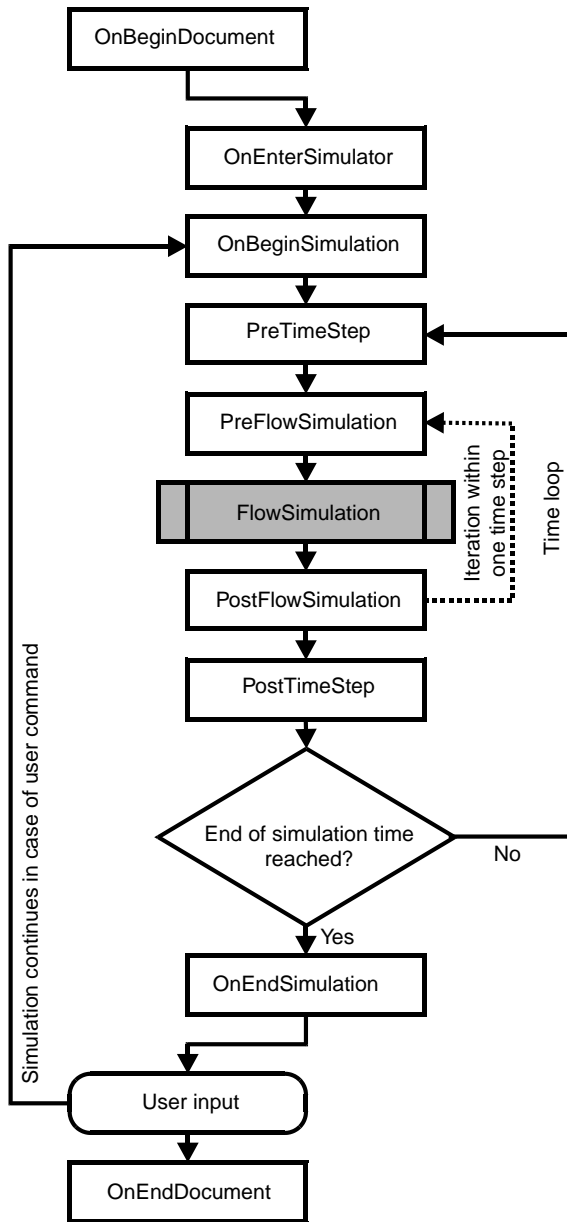 OnBeginDocument
OnEnterSimulator
OnBeginSimulation
PreTimeStep
PreFlowSimulation
FlowSimulation
PostFlowSimulation
Iteration within
one time step
Time loop
PostTimeStep
End of simulation time
reached?
No
Yes
OnEndSimulation
Simulation continues in case of user command
User input
OnEndDocument